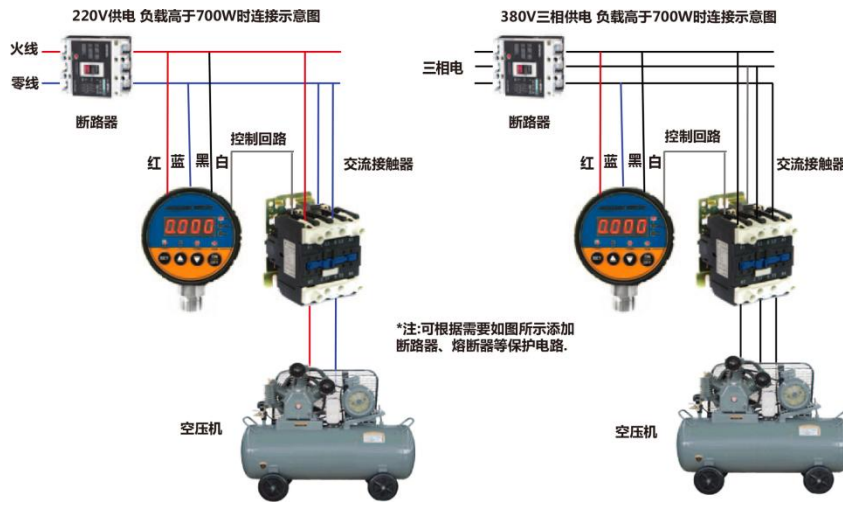 220V供电 负载高于700W时连接示意图
火线
零线
断路器
控制回路
红 蓝 黑 白
交流接触器
0.000
SET
空压机
380V三相供电 负载高于700W时连接示意图
三相电
断路器
控制回路
红 蓝 黑 白
交流接触器
0.000
SET
*注:可根据需要如图所示添加
断路器、熔断器等保护电路.
空压机